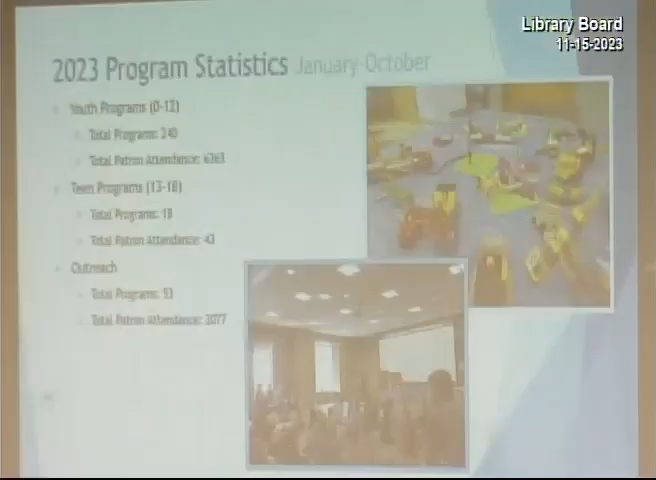 Library Board
11-15-2023
2023 Program Statistics January-October
Youth Programs (0-12)
Total Programs: 240
Total Patron Attendance: 6263
Teen Programs (13-18)
Total Programs: 18
Total Patron Attendance: 43
Outreach
Total Programs: 53
Total Patron Attendance: 3077